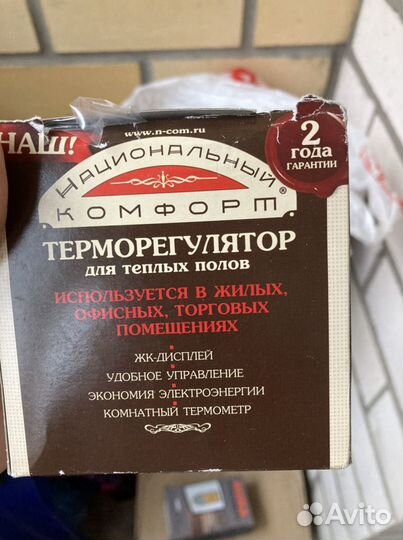 НАШ!
www.n-com.ru
2
ГОДА
ГАРАНТИИ
НАЦИОНАЛЬНЫЙ
КОМФОРТ®
ТЕРМОРЕГУЛЯТОР
ДЛЯ ТЕПЛЫХ ПОЛОВ
ИСПОЛЬЗУЕТСЯ В ЖИЛЫХ,
ОФИСНЫХ, ТОРГОВЫХ
ПОМЕЩЕНИЯХ
ЖК-ДИСПЛЕЙ
УДОБНОЕ УПРАВЛЕНИЕ
ЭКОНОМИЯ ЭЛЕКТРОЭНЕРГИИ
КОМНАТНЫЙ ТЕРМОМЕТР
Avito